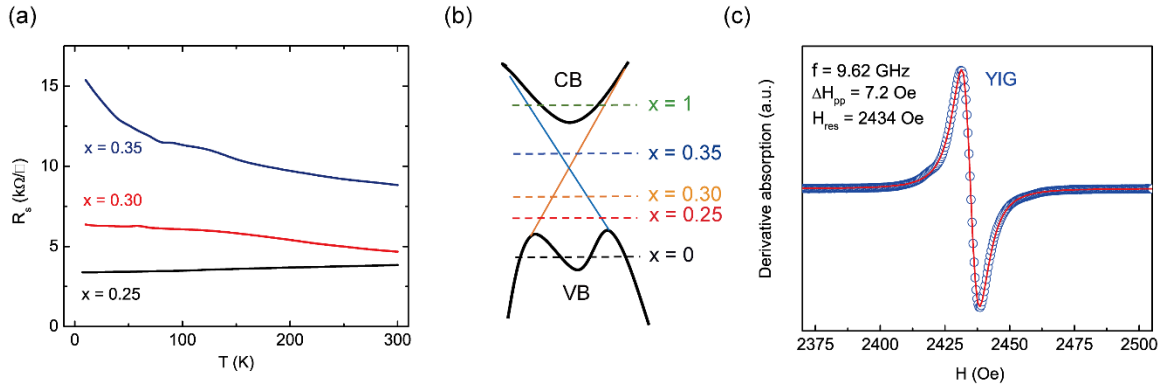 (a)
R_s (kΩ/□)
15
10
5
0
x = 0.35
x = 0.30
x = 0.25
0
100
200
300
T (K)
(b)
CB
x = 1
x = 0.35
x = 0.30
x = 0.25
x = 0
VB
(c)
Derivative absorption (a.u.)
f = 9.62 GHz
ΔH_pp = 7.2 Oe
H_res = 2434 Oe
YIG
2375
2400
2425
2450
2475
2500
H (Oe)